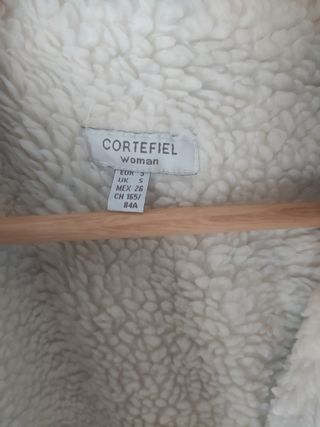 CORTEFIEL
Woman
EUR S
UK S
MEX 26
CH 165/
84A